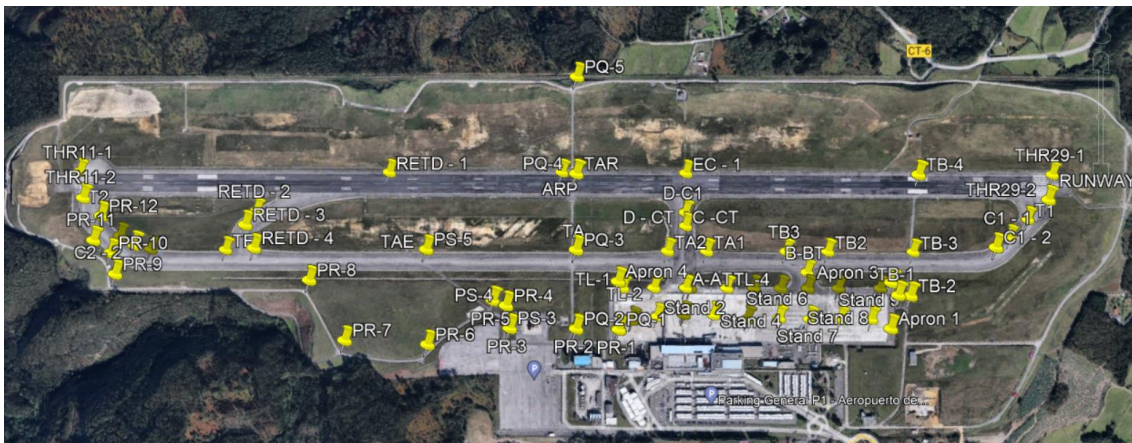 CT-6
PQ-5
THR11-1
RETD - 1
PQ-4
TAR
EC - 1
TB-4
THR29-1
THR11-2
RETD - 2
ARP
D-C1
THR29-2
RUNWAY
T2
PR-12
RETD - 3
D - CT
C -CT
C1 - 1
T1
PR-11
PR-10
RETD - 4
TAE
PS-5
TA
PQ-3
TA2
TA1
TB3
TB2
TB-3
C1 - 2
C2 - 2
B-BT
PR-9
PR-8
TL-1
Apron 4
A-AT
TL-4
Apron 3
TB-1
PS-4
PR-4
TL-2
Stand 6
Stand 9
TB-2
PR-5
PS-3
PQ-2
PQ-1
Stand 2
Stand 4
Stand 8
Apron 1
PR-7
PR-6
PR-3
PR-2
PR-1
Stand 7
P
P
Parking General P1 - Aeropuerto de...